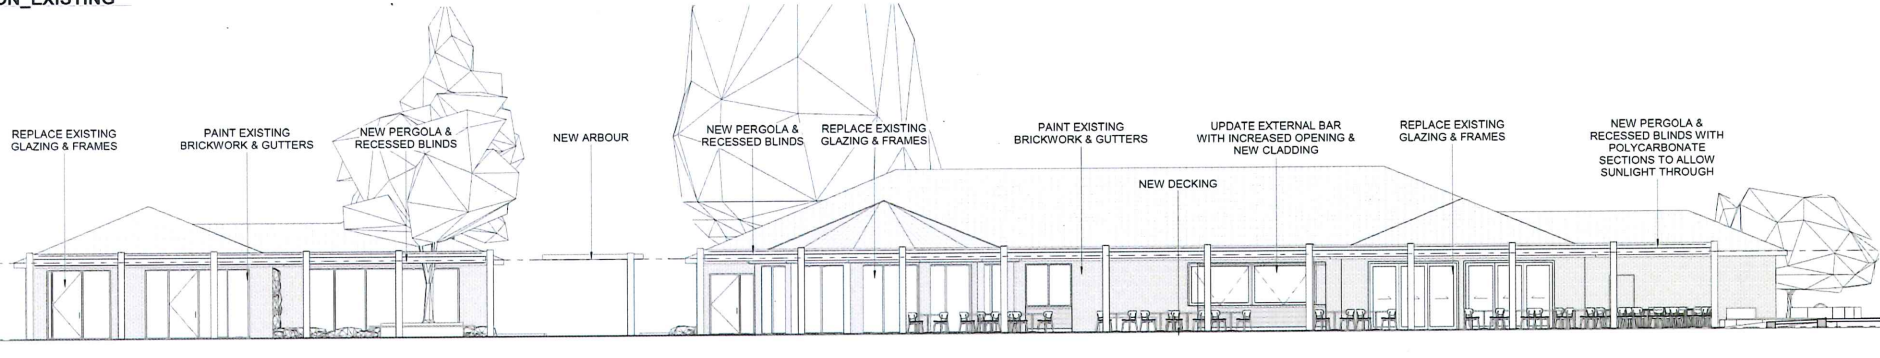 ON_EXISTING
REPLACE EXISTING
GLAZING & FRAMES
PAINT EXISTING
BRICKWORK & GUTTERS
NEW PERGOLA &
RECESSED BLINDS
NEW ARBOUR
NEW PERGOLA &
RECESSED BLINDS
REPLACE EXISTING
GLAZING & FRAMES
PAINT EXISTING
BRICKWORK & GUTTERS
NEW DECKING
UPDATE EXTERNAL BAR
WITH INCREASED OPENING &
NEW CLADDING
REPLACE EXISTING
GLAZING & FRAMES
NEW PERGOLA &
RECESSED BLINDS WITH
POLYCARBONATE
SECTIONS TO ALLOW
SUNLIGHT THROUGH